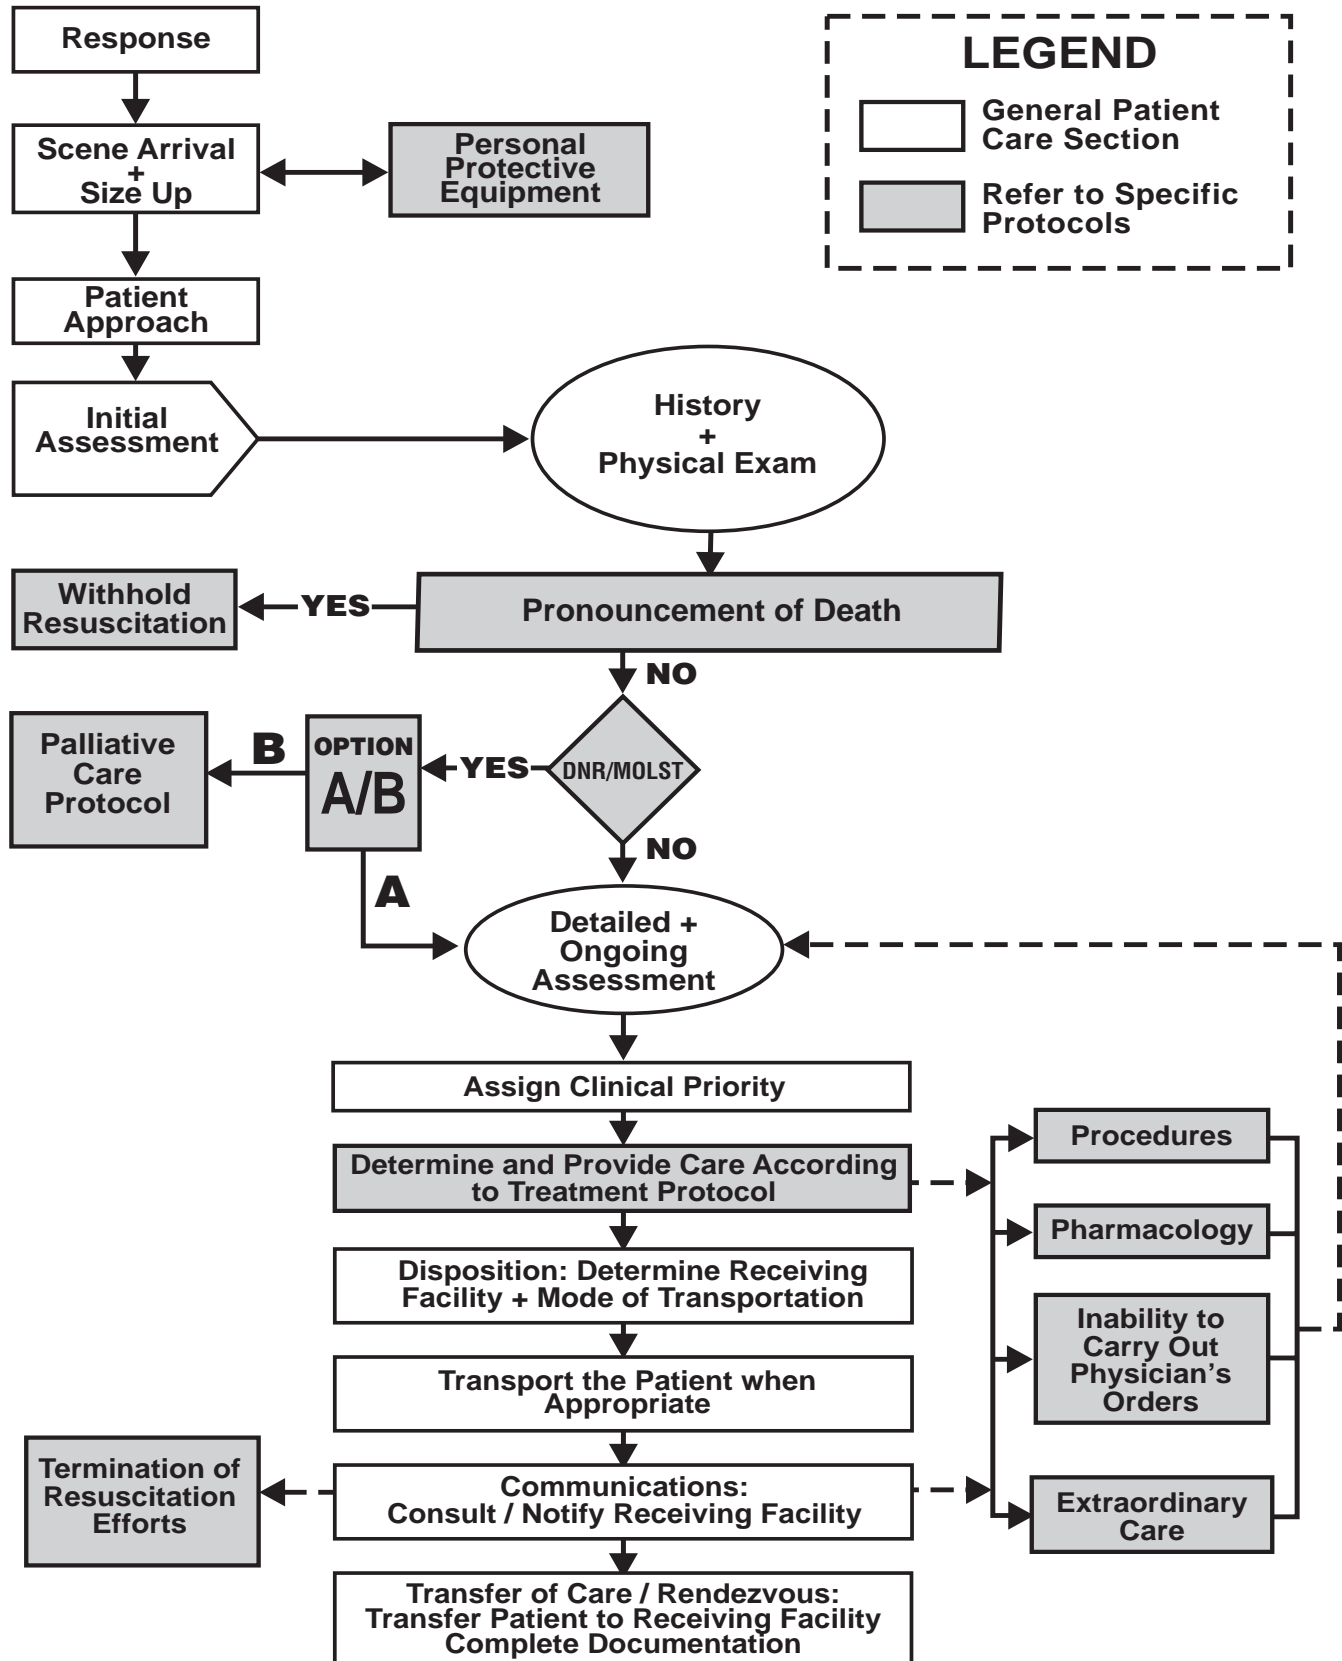 Response
LEGEND
General Patient
Care Section
Refer to Specific
Protocols
Scene Arrival
+
Size Up
Personal
Protective
Equipment
Patient
Approach
Initial
Assessment
History
+
Physical Exam
Withhold
Resuscitation
YES
Pronouncement of Death
NO
Palliative
Care
Protocol
B
OPTION
A/B
YES
DNR/MOLST
NO
A
Detailed +
Ongoing
Assessment
Assign Clinical Priority
Determine and Provide Care According
to Treatment Protocol
Procedures
Pharmacology
Inability to
Carry Out
Physician’s
Orders
Extraordinary
Care
Disposition: Determine Receiving
Facility + Mode of Transportation
Transport the Patient when
Appropriate
Termination of
Resuscitation
Efforts
Communications:
Consult / Notify Receiving Facility
Transfer of Care / Rendezvous:
Transfer Patient to Receiving Facility
Complete Documentation